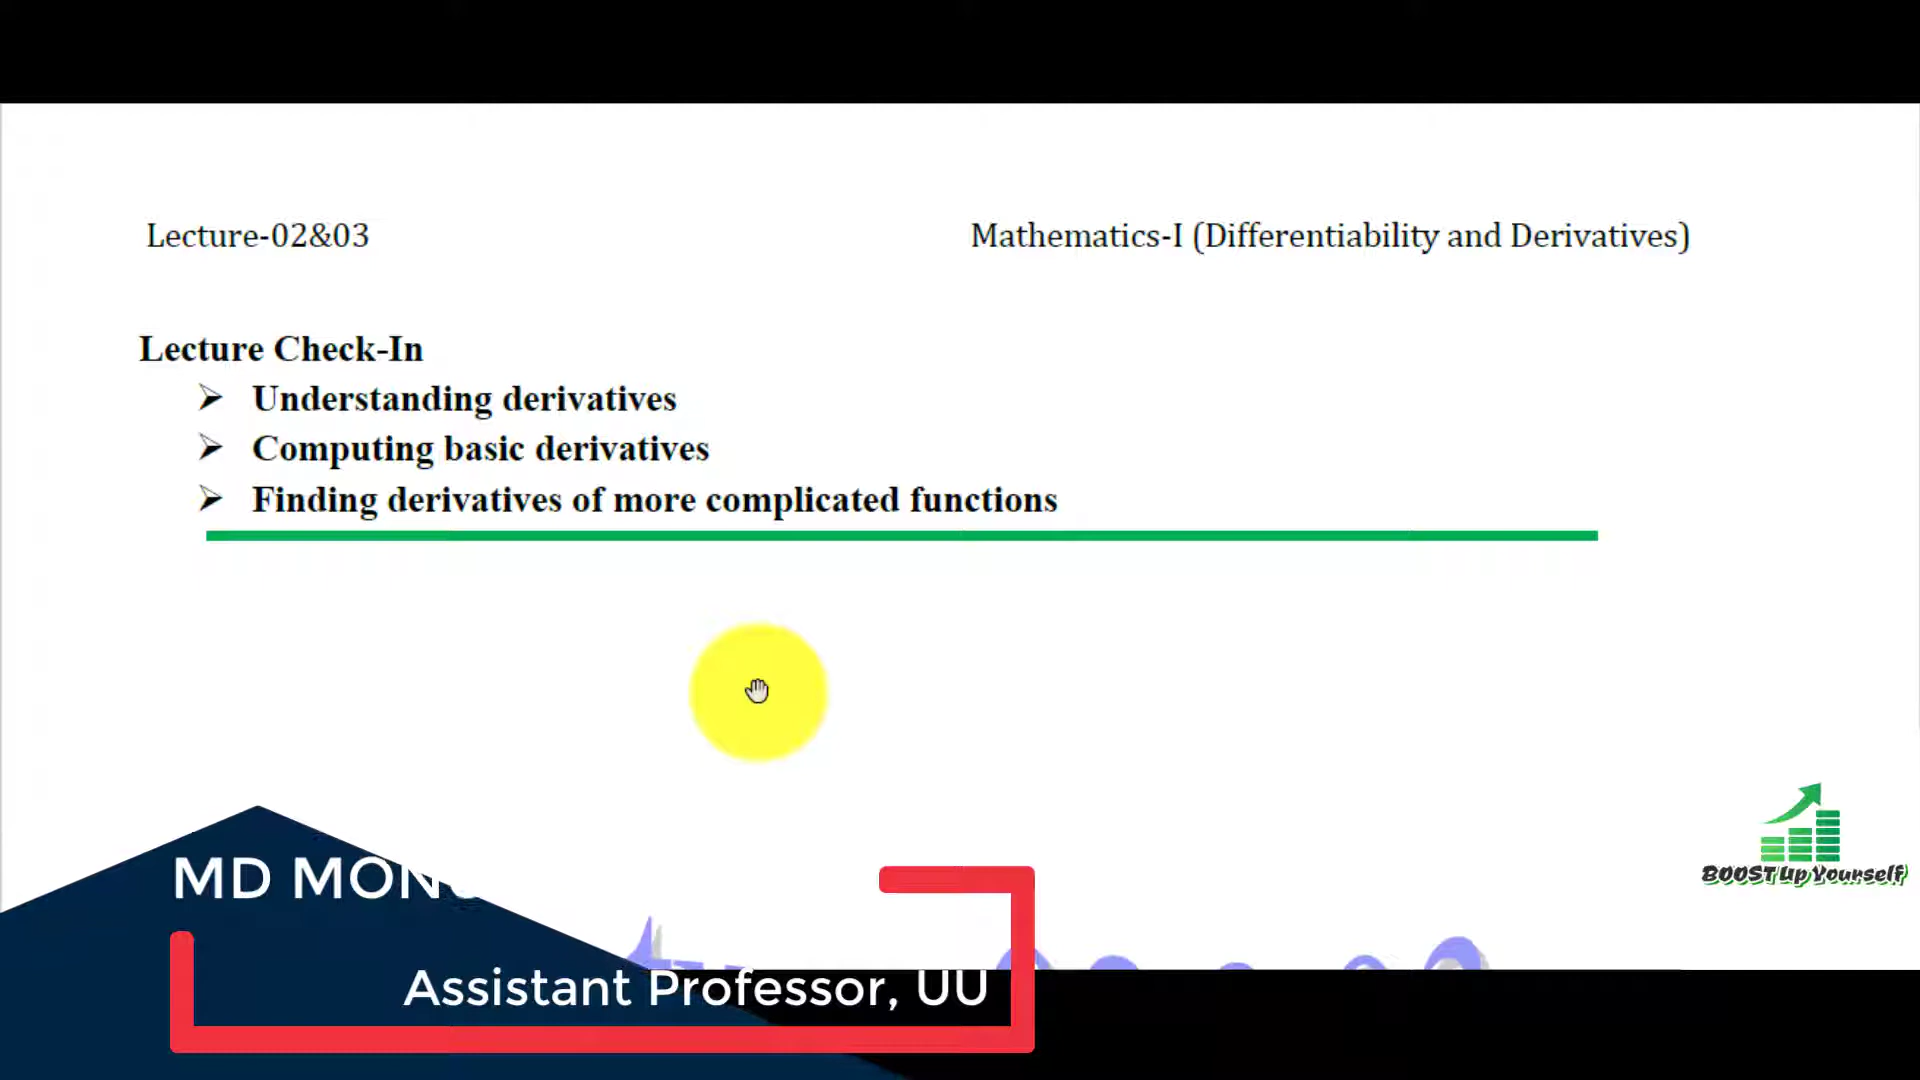 Lecture-02&03
Mathematics-I (Differentiability and Derivatives)
Lecture Check-In
Understanding derivatives
Computing basic derivatives
Finding derivatives of more complicated functions
BOOST Up Yourself
MD
Assistant Professor, UU